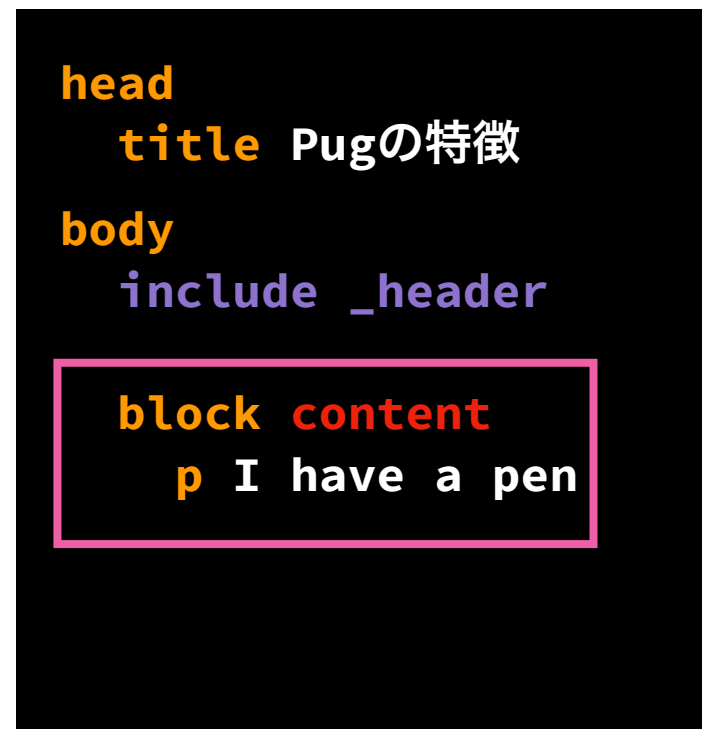 head
title Pugの特徴
body
include _header
block content
p I have a pen